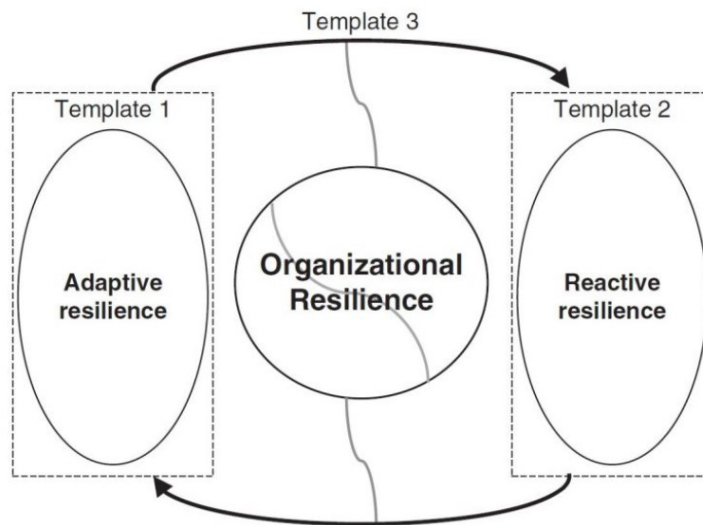 Template 3
Template 1
Template 2
Adaptive
resilience
Organizational
Resilience
Reactive
resilience